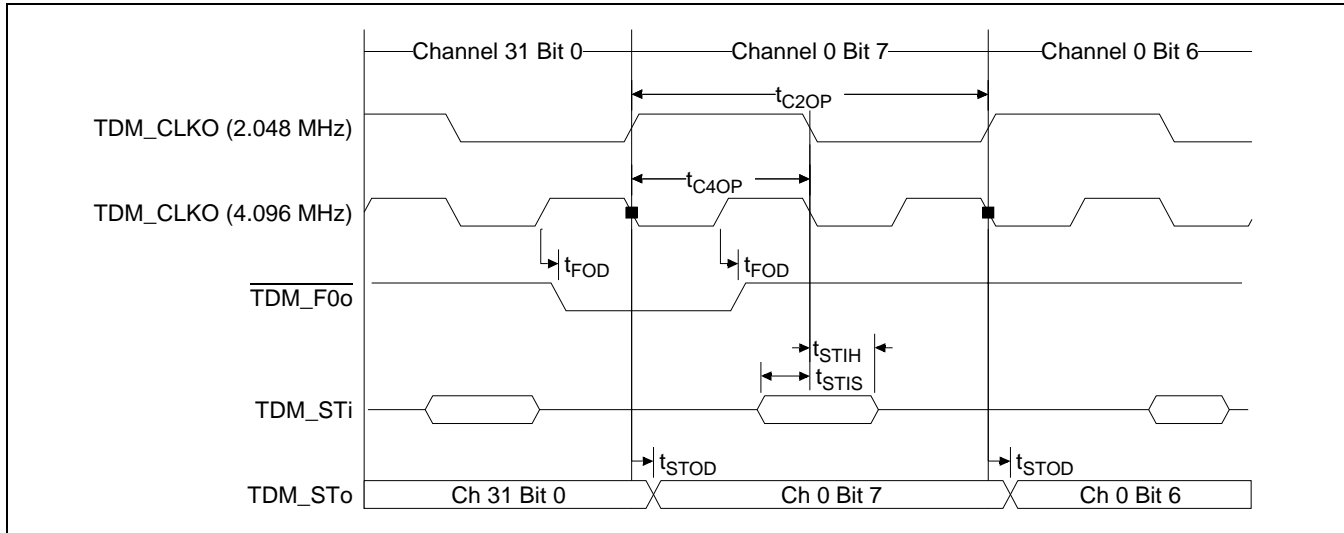 Channel 31 Bit 0 Channel 0 Bit 7 Channel 0 Bit 6
tC2OP
TDM_CLKO (2.048 MHz)
tC4OP
TDM_CLKO (4.096 MHz)
tFOD tFOD
TDM_F0o
tSTIH
tSTIS
TDM_STi
tSTOD tSTOD
TDM_STo Ch 31 Bit 0 Ch 0 Bit 7 Ch 0 Bit 6